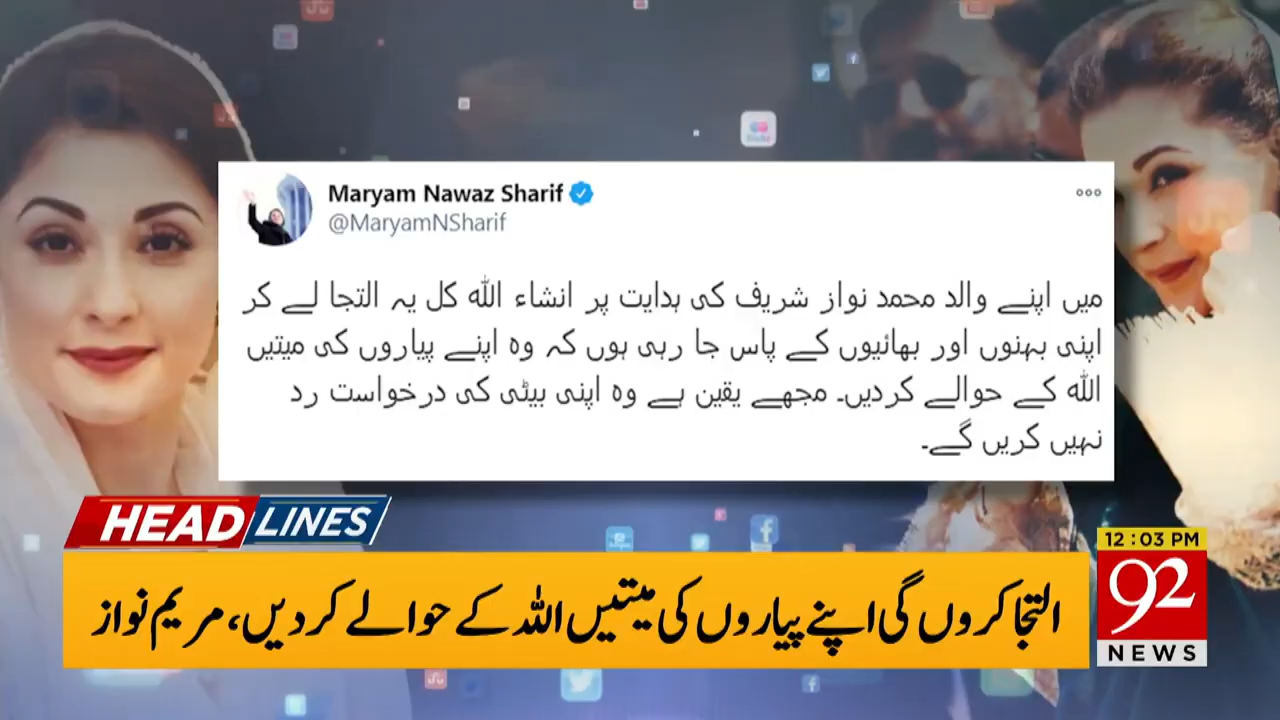 Maryam Nawaz Sharif
@MaryamNSharif
میں اپنے والد محمد نواز شریف کی ہدایت پر انشاء اللہ کل یہ التجا لے کر
اپنی بہنوں اور بھائیوں کے پاس جا رہی ہوں کہ وہ اپنے پیاروں کی میتیں
اللہ کے حوالے کردیں۔ مجھے یقین ہے وہ اپنی بیٹی کی درخواست رد
نہیں کریں گے۔
HEADLINES
12:03 PM
التجا کروں گی اپنے پیاروں کی میتیں اللہ کے حوالے کر دیں، مریم نواز
92
NEWS